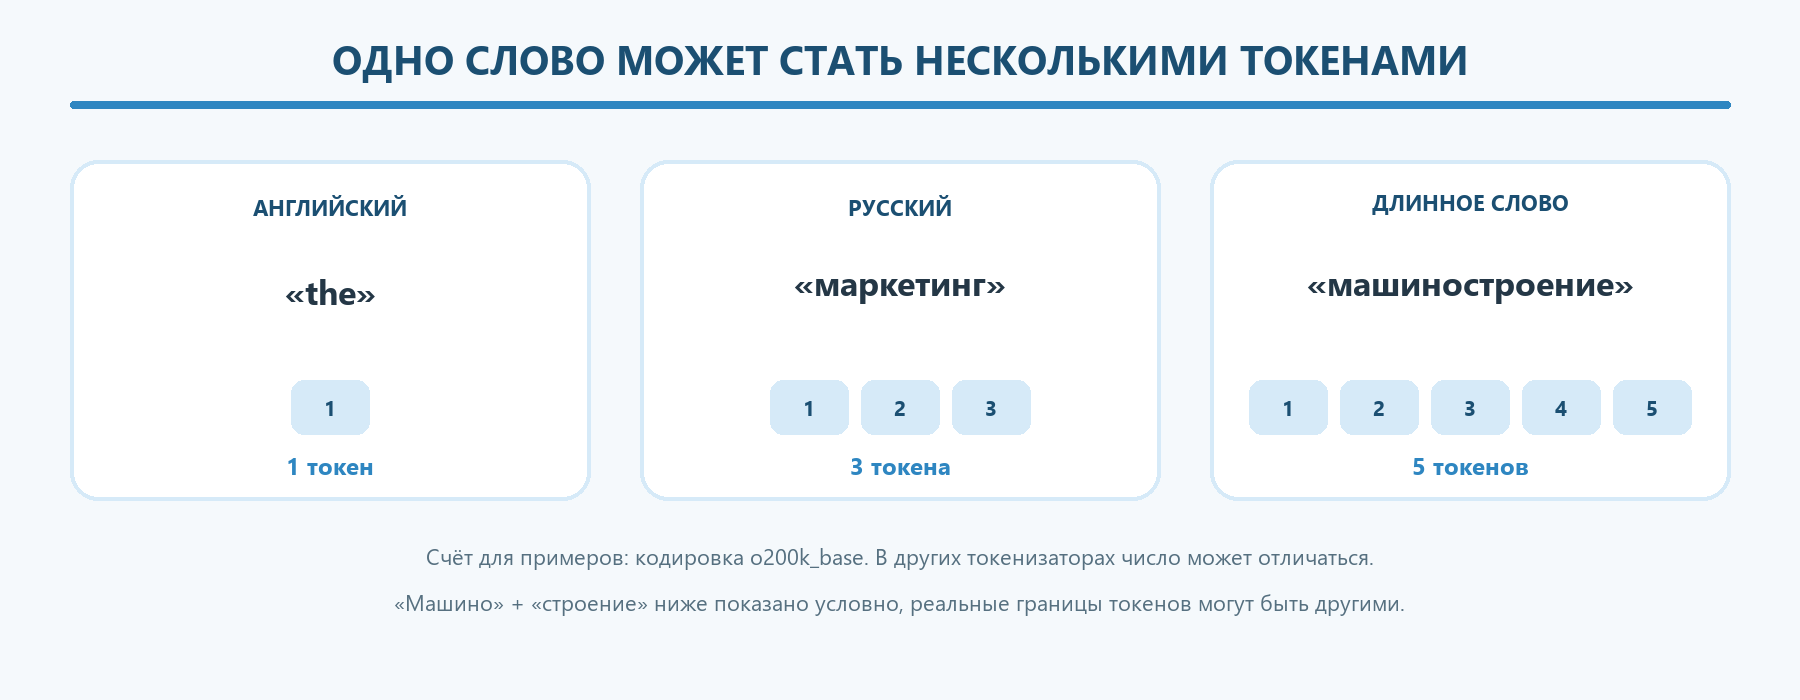 ОДНО СЛОВО МОЖЕТ СТАТЬ НЕСКОЛЬКИМИ ТОКЕНАМИ
АНГЛИЙСКИЙ
«the»
1
1 токен
РУССКИЙ
«маркетинг»
1 2 3
3 токена
ДЛИННОЕ СЛОВО
«машиностроение»
1 2 3 4 5
5 токенов
Счёт для примеров: кодировка o200k_base. В других токенизаторах число может отличаться.
«Машино» + «строение» ниже показано условно, реальные границы токенов могут быть другими.